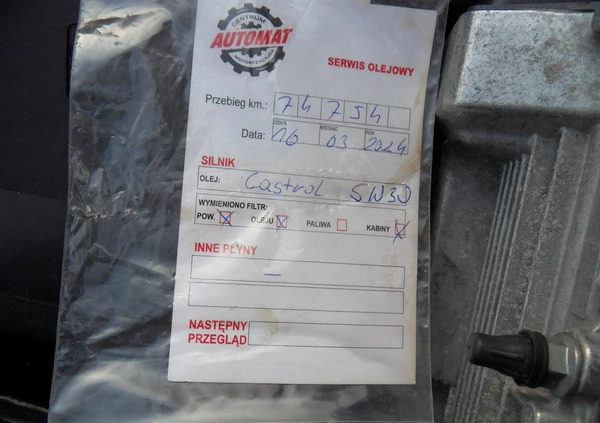 CENTRUM
AUTOMAT
MOTORYZACYJNE
SERWIS OLEJOWY
Przebieg km.: 74 754
DZIEŃ MIESIĄC ROK
Data: 16 03 2024
SILNIK
OLEJ: Castrol 5W30
WYMIENIONO FILTR:
POW. OLEJU PALIWA KABINY
INNE PŁYNY
—
NASTĘPNY
PRZEGLĄD